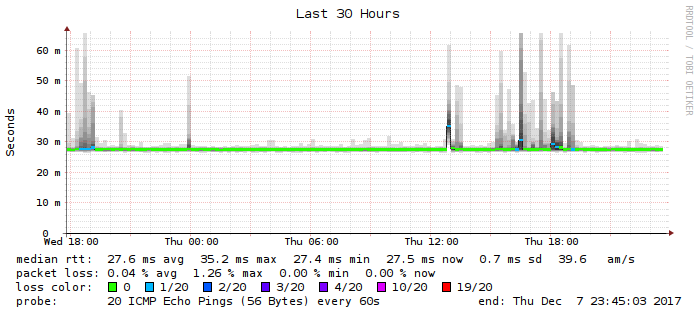 Last 30 Hours
RRDTOOL / TOBI OETIKER
Seconds
60 m
50 m
40 m
30 m
20 m
10 m
0
Wed 18:00 Thu 00:00 Thu 06:00 Thu 12:00 Thu 18:00
median rtt: 27.6 ms avg 35.2 ms max 27.4 ms min 27.5 ms now 0.7 ms sd 39.6 am/s
packet loss: 0.04 % avg 1.26 % max 0.00 % min 0.00 % now
loss color: 0 1/20 2/20 3/20 4/20 10/20 19/20
probe: 20 ICMP Echo Pings (56 Bytes) every 60s end: Thu Dec 7 23:45:03 2017